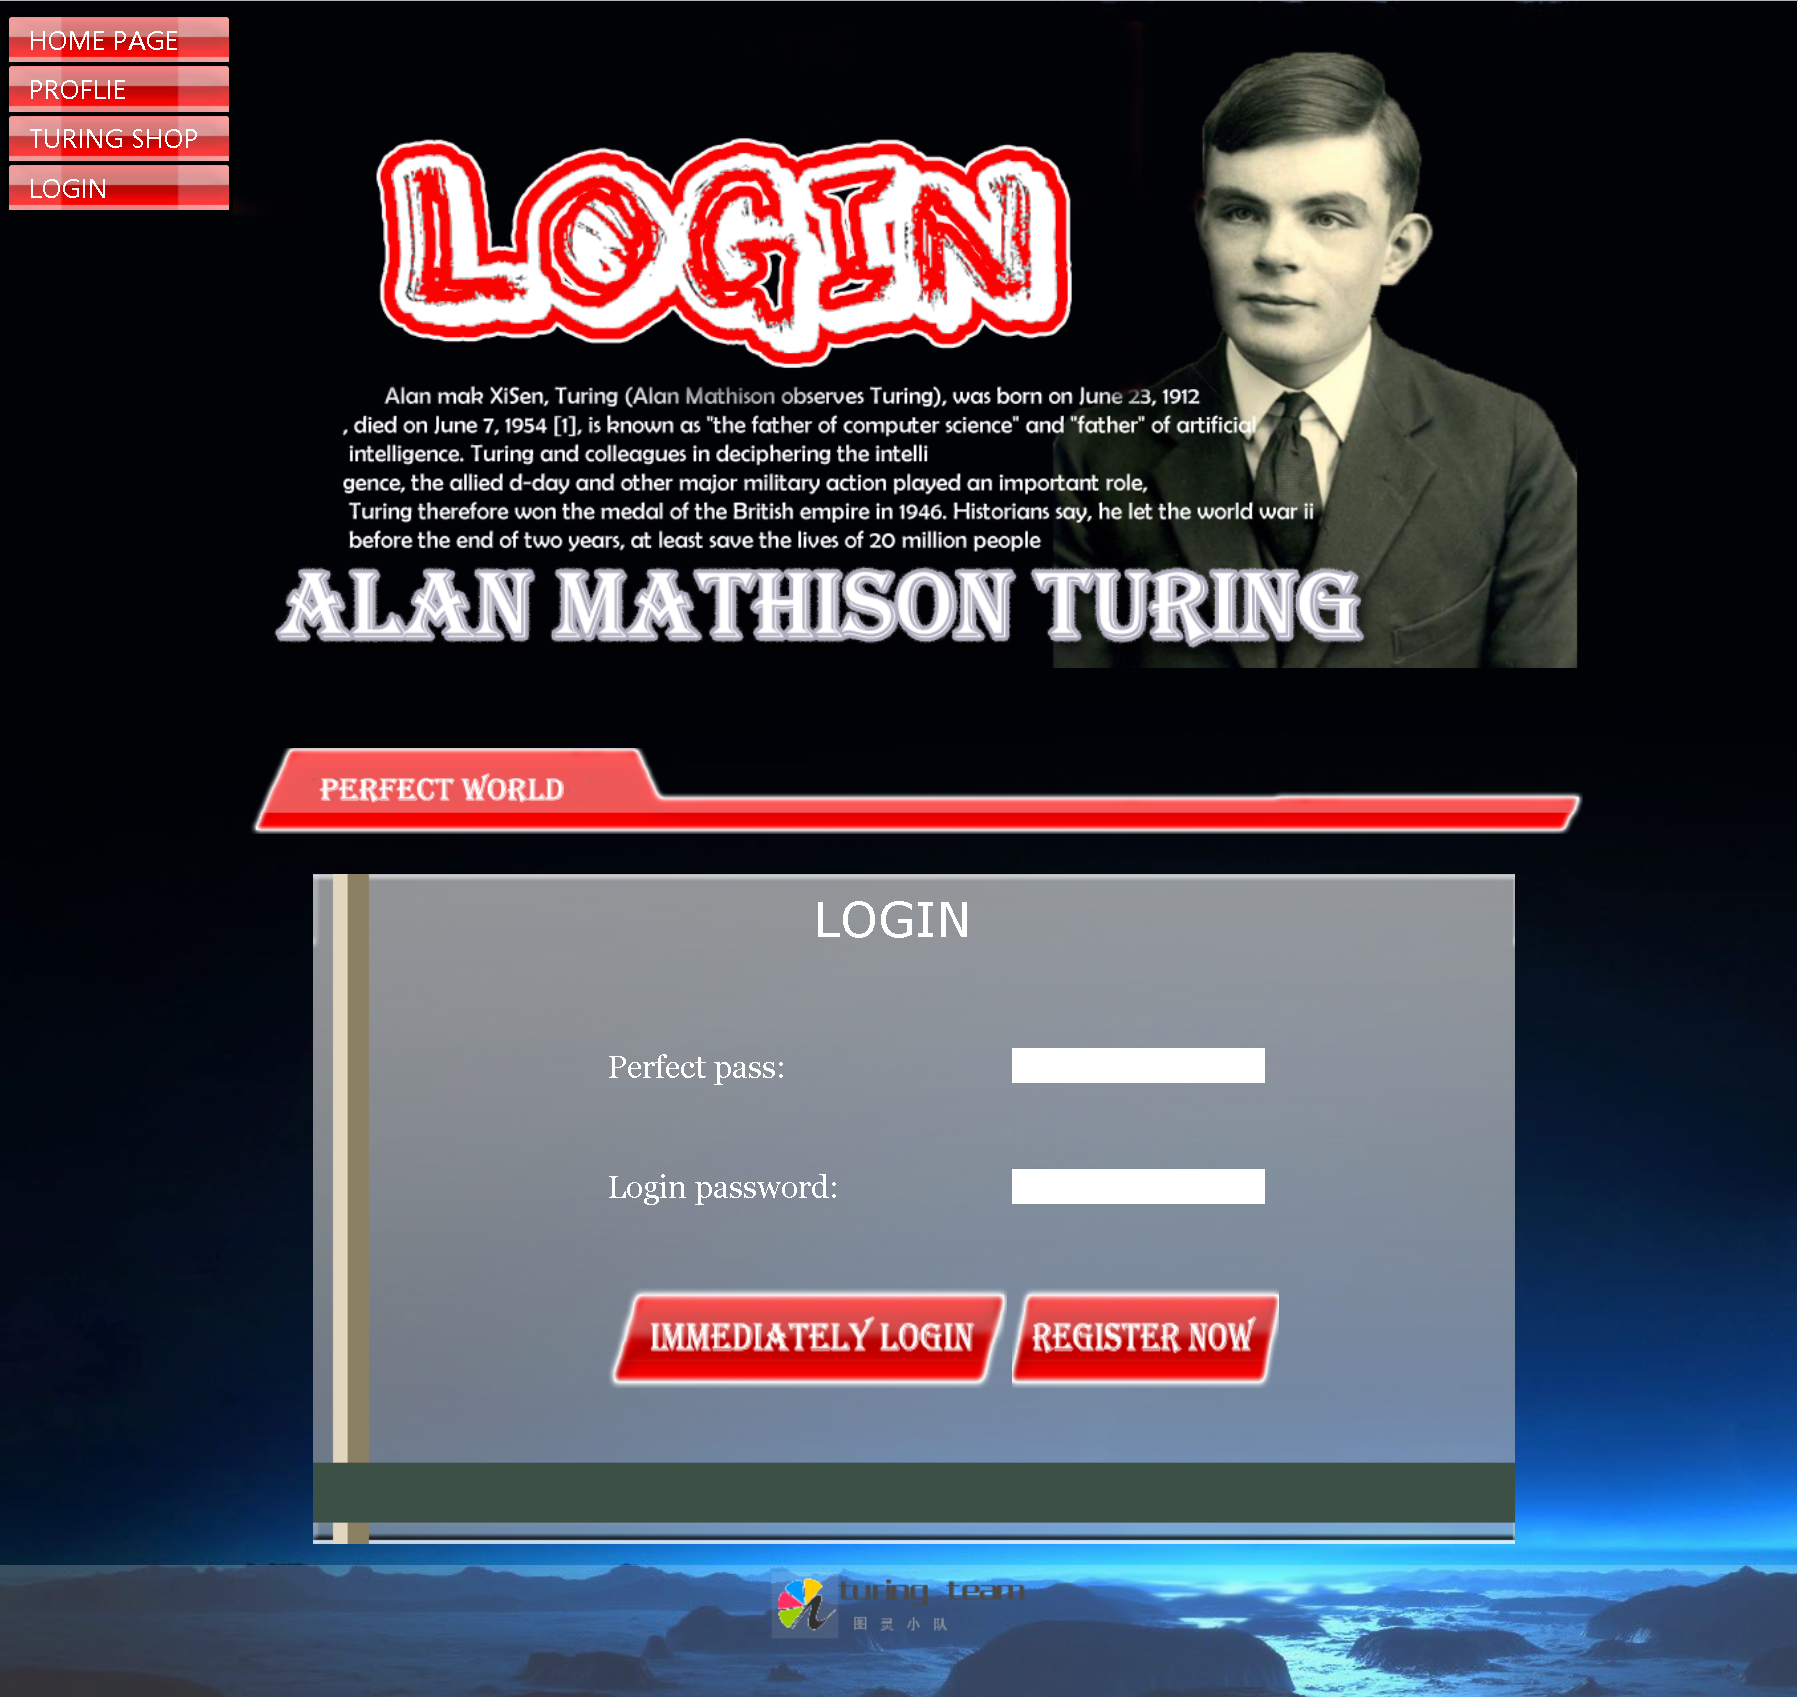 HOME PAGE
PROFLIE
TURING SHOP
LOGIN
LOGIN
Alan mak XiSen, Turing (Alan Mathison observes Turing), was born on June 23, 1912
, died on June 7, 1954 [1], is known as "the father of computer science" and "father" of artificial
intelligence. Turing and colleagues in deciphering the intelli
gence, the allied d-day and other major military action played an important role,
Turing therefore won the medal of the British empire in 1946. Historians say, he let the world war ii
before the end of two years, at least save the lives of 20 million people
ALAN MATHISON TURING
PERFECT WORLD
LOGIN
Perfect pass:
Login password:
IMMEDIATELY LOGIN
REGISTER NOW
turing team
图灵小队